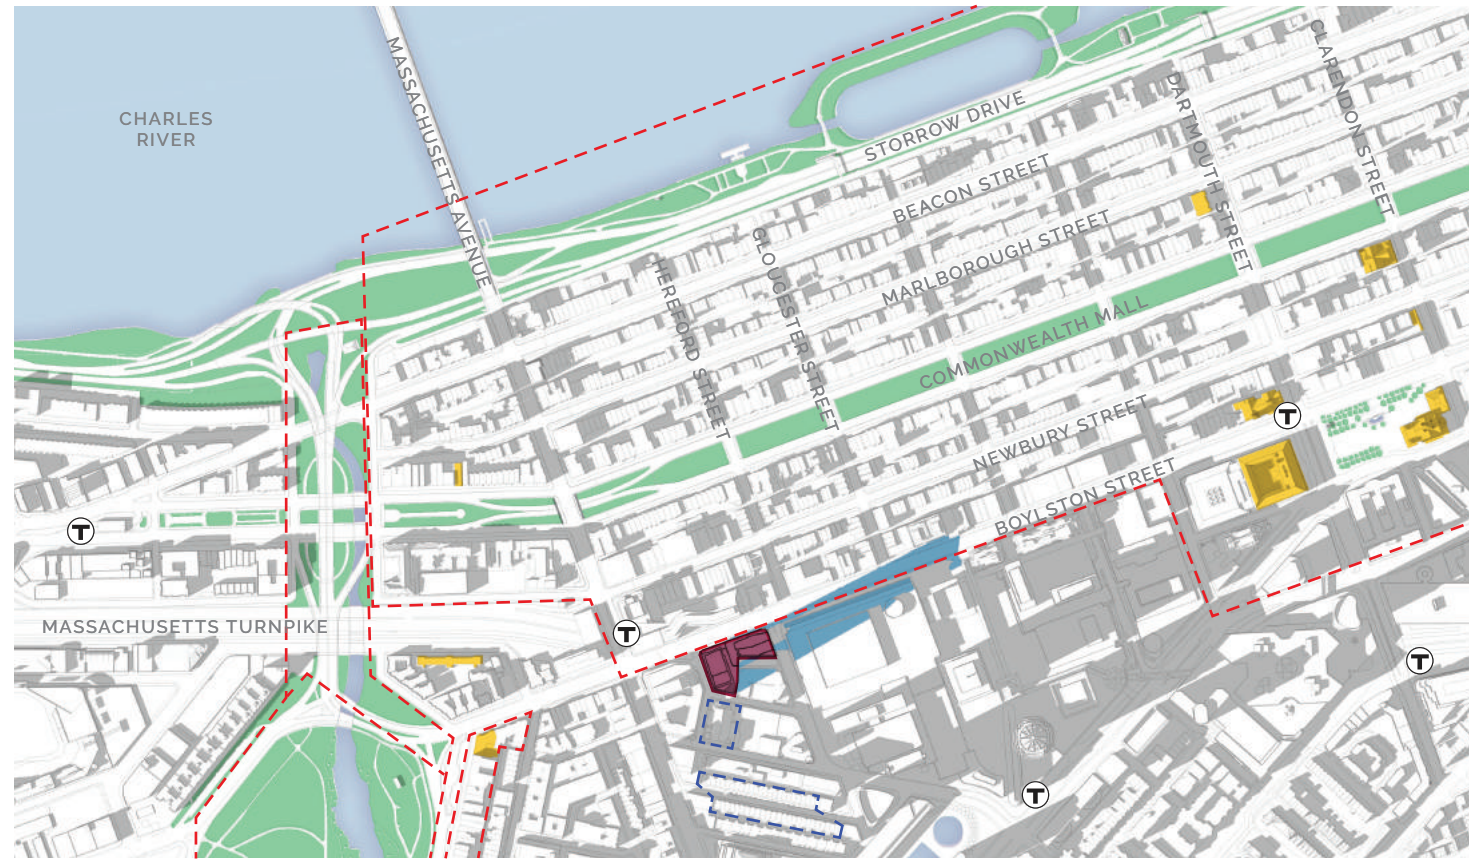 CHARLES
RIVER
MASSACHUSETTS AVENUE
STORROW DRIVE
BEACON STREET
MARLBOROUGH STREET
COMMONWEALTH MALL
NEWBURY STREET
BOYLSTON STREET
HEREFORD STREET
GLOUCESTER STREET
DARTMOUTH STREET
CLARENDON STREET
MASSACHUSETTS TURNPIKE
T
T
T
T
T